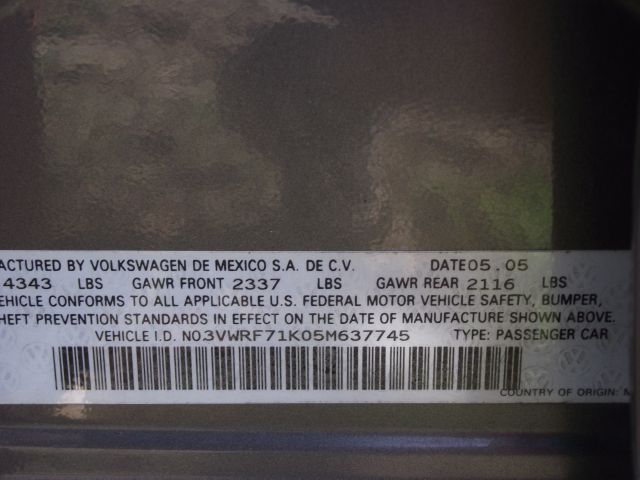 ACTURED BY VOLKSWAGEN DE MEXICO S.A. DE C.V. DATE05.05
4343 LBS GAWR FRONT 2337 LBS GAWR REAR 2116 LBS
EHICLE CONFORMS TO ALL APPLICABLE U.S. FEDERAL MOTOR VEHICLE SAFETY, BUMPER,
HEFT PREVENTION STANDARDS IN EFFECT ON THE DATE OF MANUFACTURE SHOWN ABOVE.
VEHICLE I.D. NO.3VWRF71K05M637745 TYPE: PASSENGER CAR
COUNTRY OF ORIGIN: M